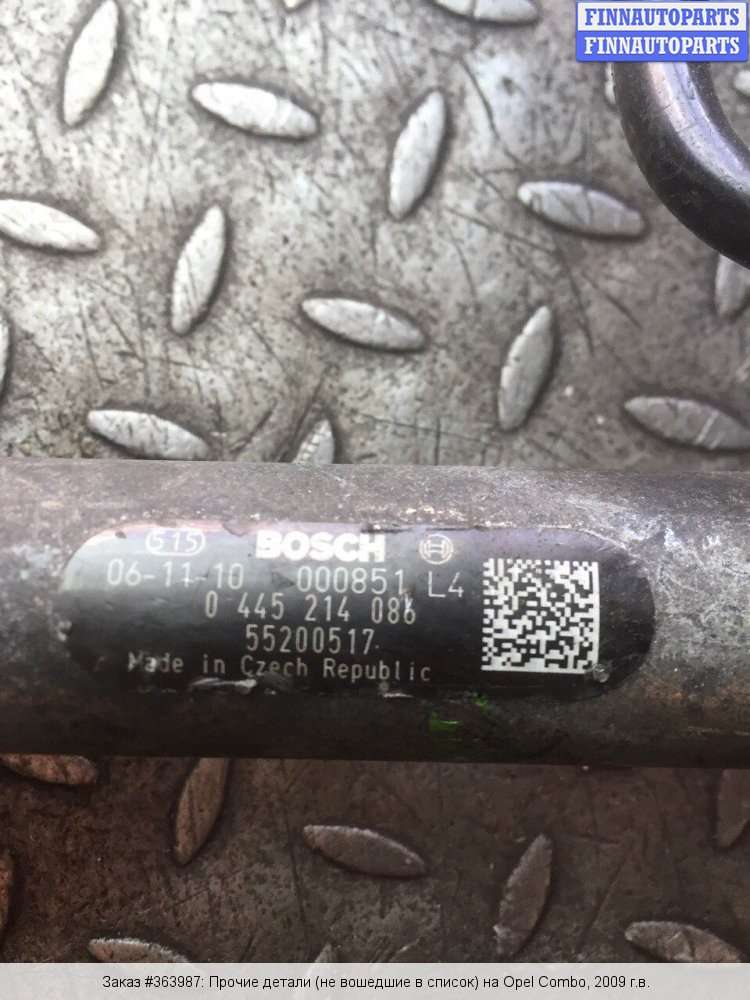 FINNAUTOPARTS
FINNAUTOPARTS
515 BOSCH
06-11-10 000851 L4
0 445 214 086
55200517
Made in Czech Republic
Заказ #363987: Прочие детали (не вошедшие в список) на Opel Combo, 2009 г.в.